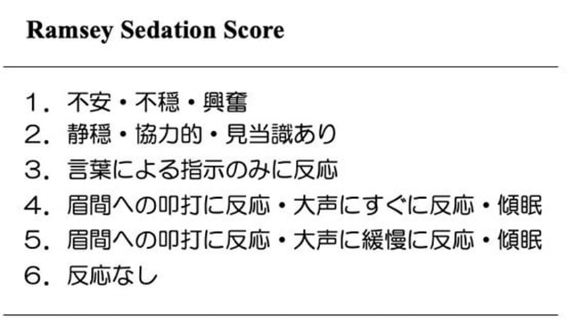 Ramsey Sedation Score
1．不安・不穏・興奮
2．静穏・協力的・見当識あり
3．言葉による指示のみに反応
4．眉間への叩打に反応・大声にすぐに反応・傾眠
5．眉間への叩打に反応・大声に緩慢に反応・傾眠
6．反応なし